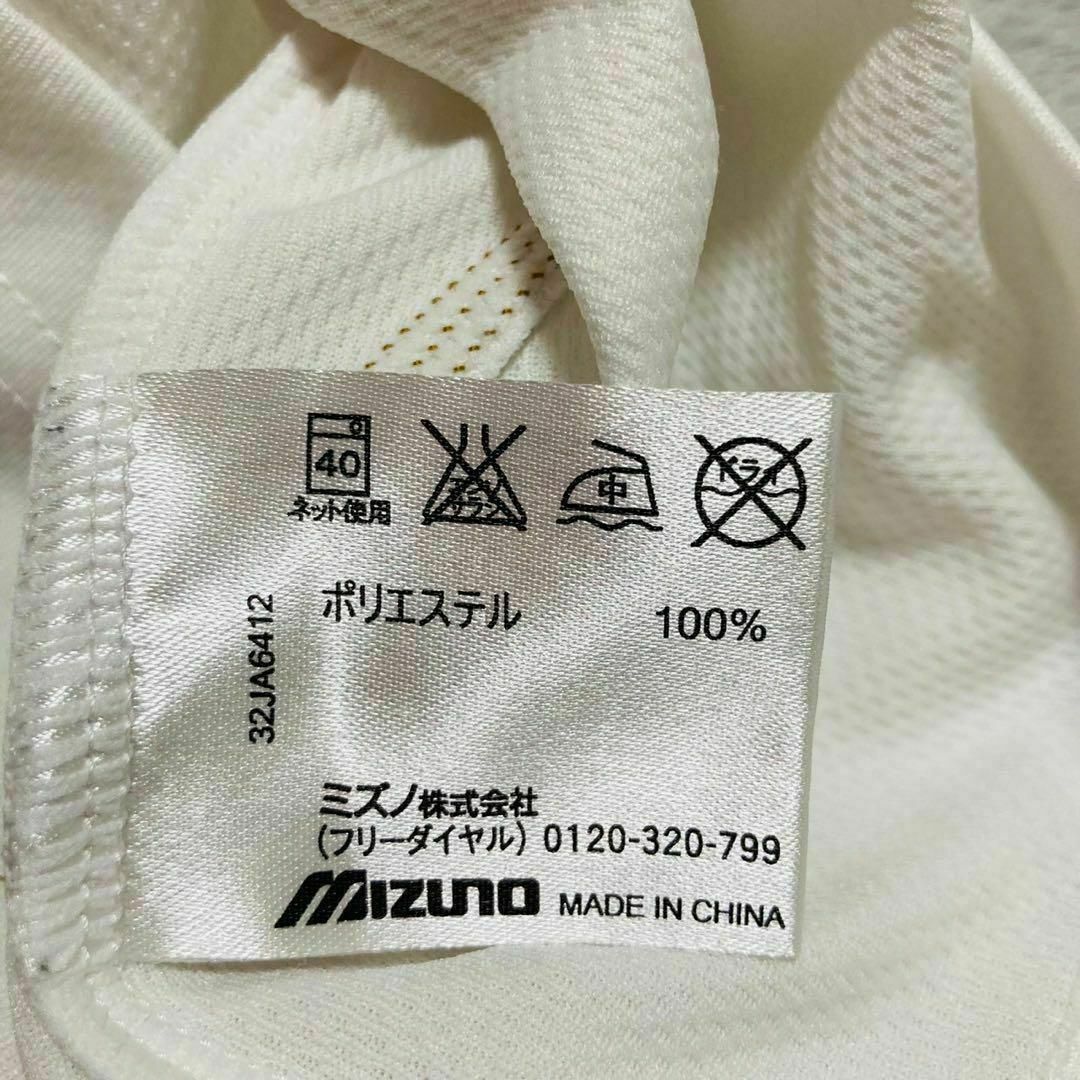 40
ネット使用
エンソ
サラシ
中
ドライ
ポリエステル 100%
32JA6412
ミズノ株式会社
(フリーダイヤル) 0120-320-799
MIZUNO MADE IN CHINA